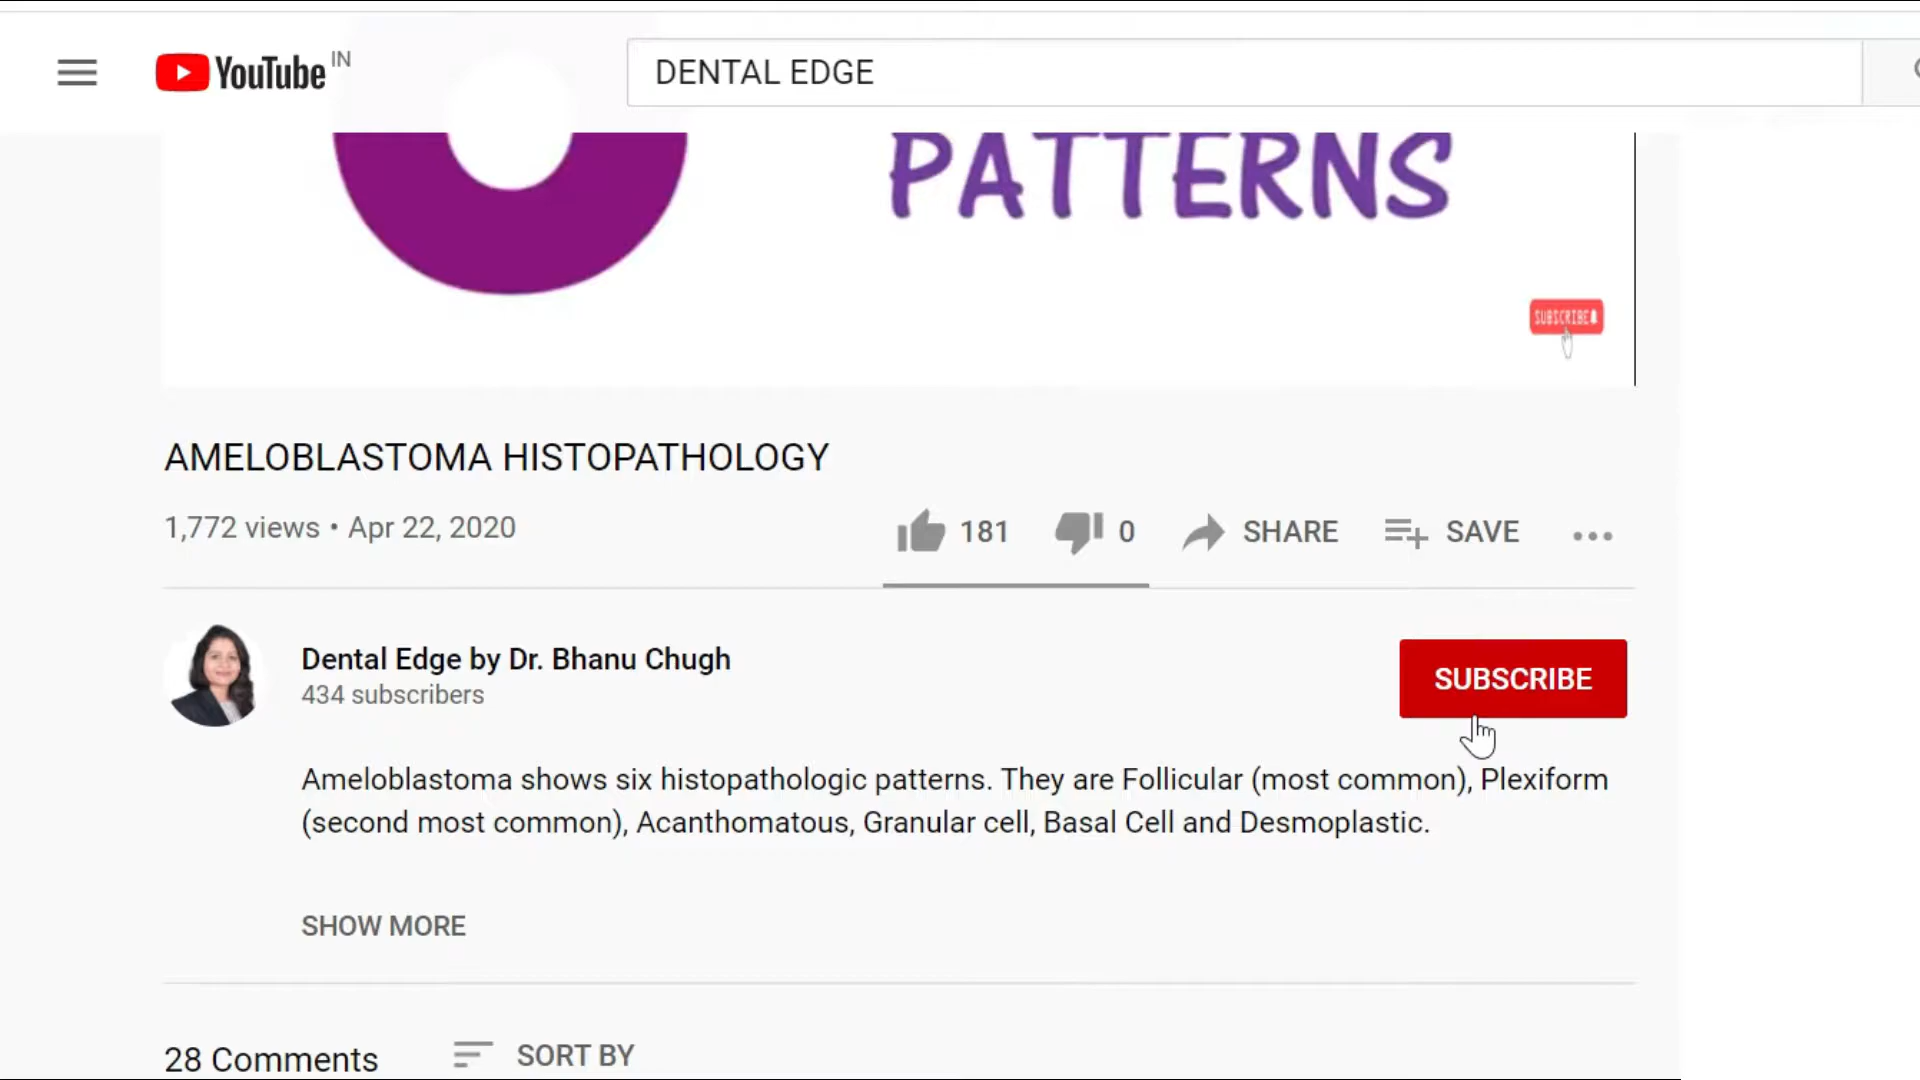 YouTube IN
DENTAL EDGE
PATTERNS
SUBSCRIBE
AMELOBLASTOMA HISTOPATHOLOGY
1,772 views • Apr 22, 2020
181 0 SHARE SAVE
Dental Edge by Dr. Bhanu Chugh
434 subscribers
SUBSCRIBE
Ameloblastoma shows six histopathologic patterns. They are Follicular (most common), Plexiform
(second most common), Acanthomatous, Granular cell, Basal Cell and Desmoplastic.
SHOW MORE
28 Comments SORT BY